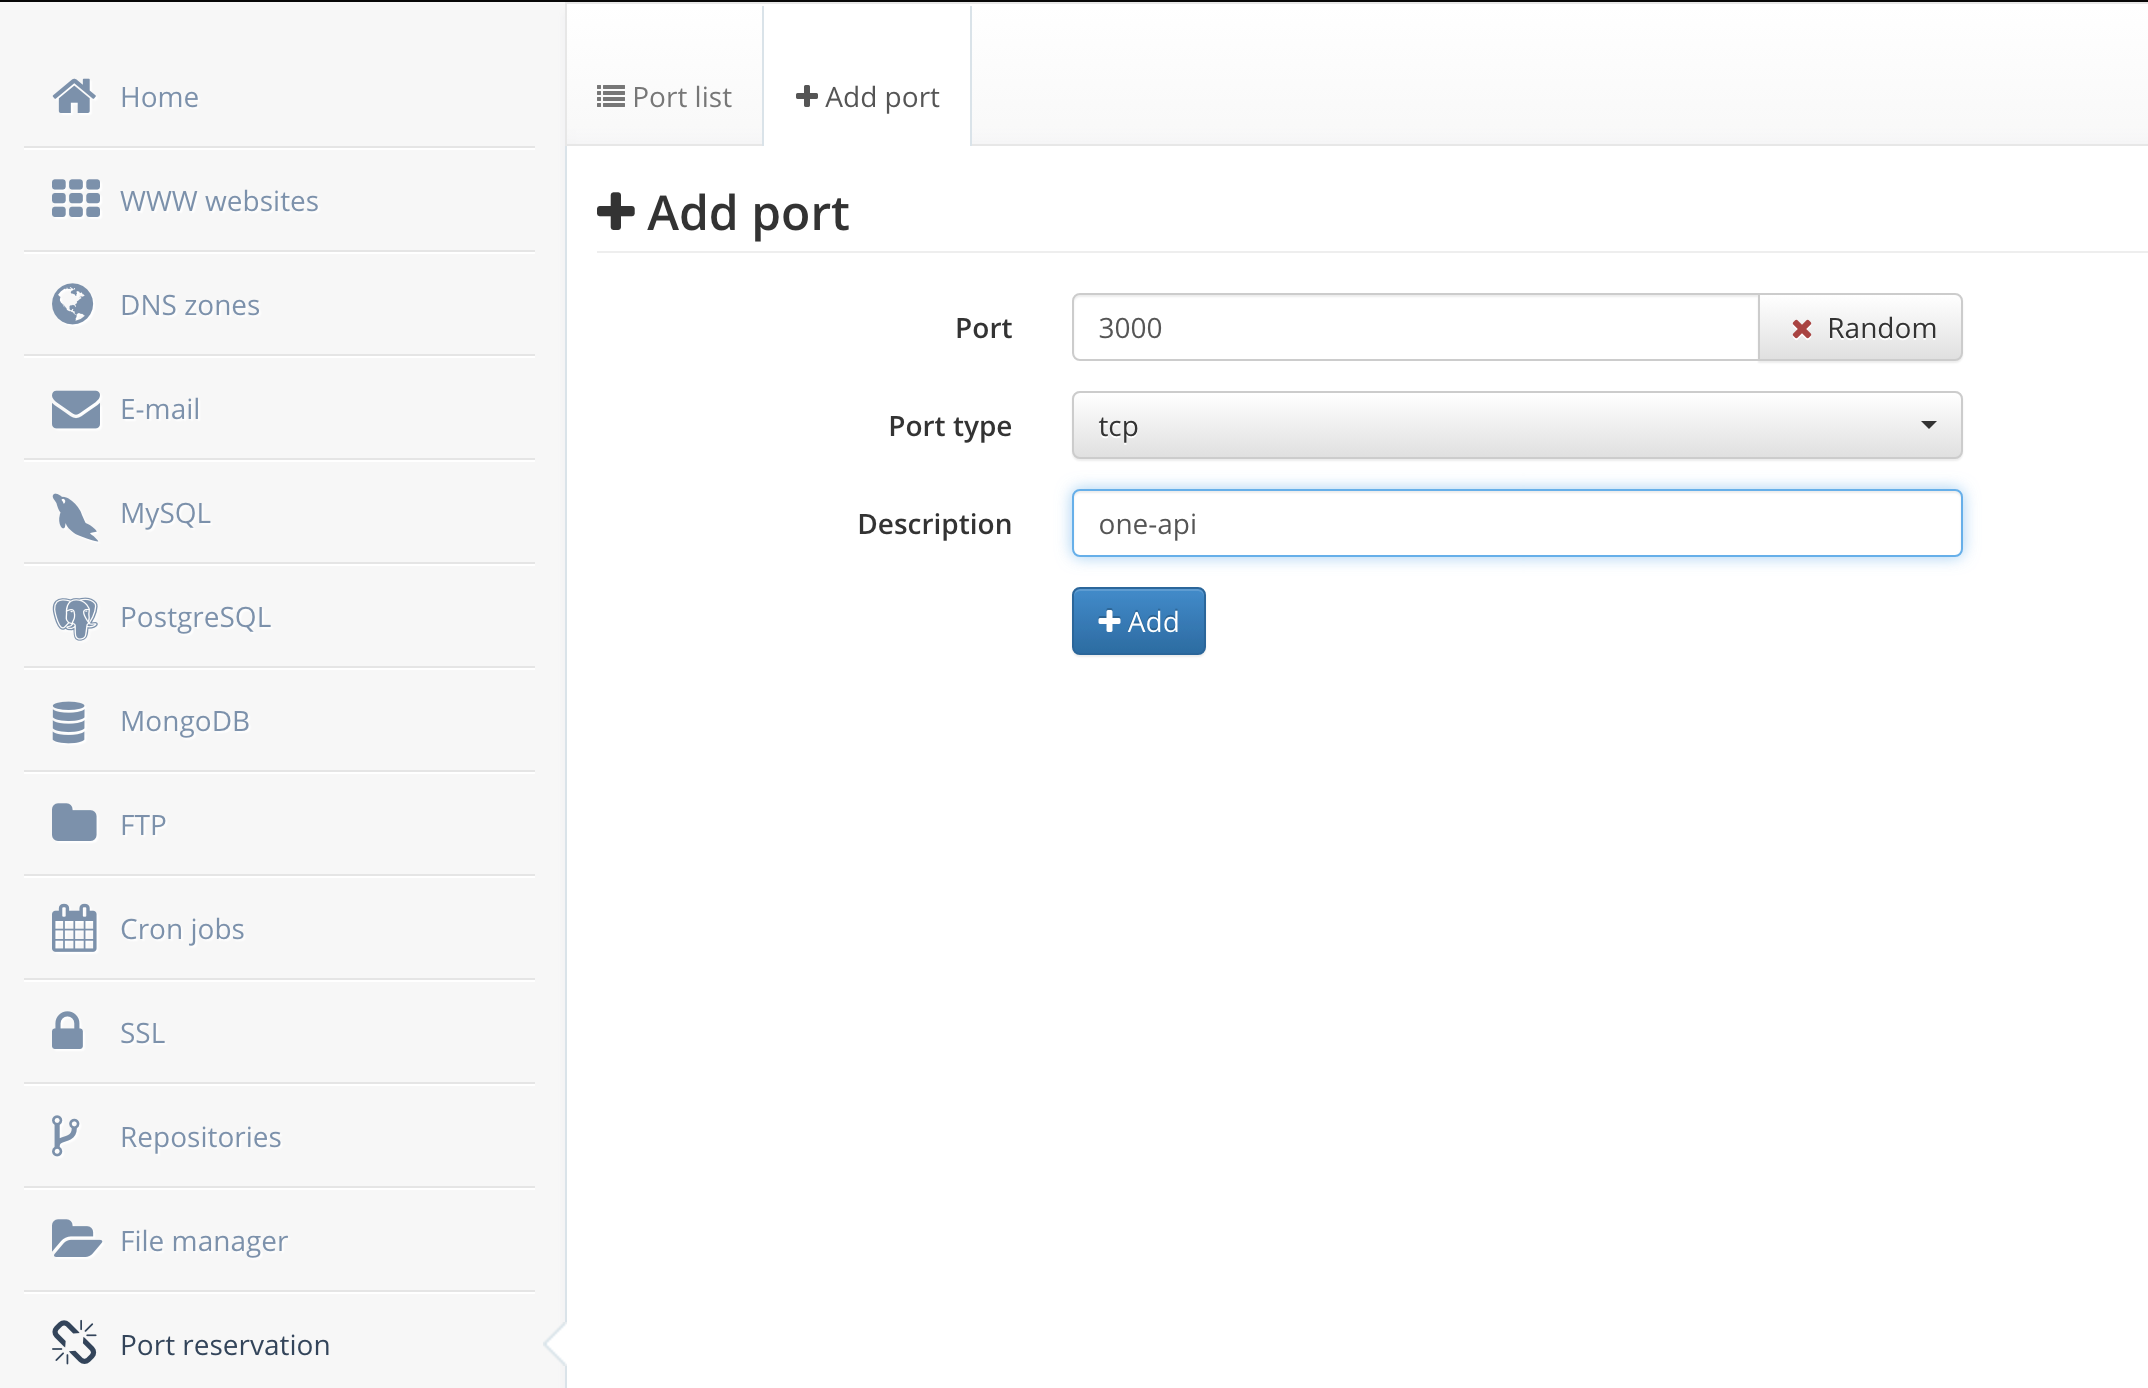 Home
WWW websites
DNS zones
E-mail
MySQL
PostgreSQL
MongoDB
FTP
Cron jobs
SSL
Repositories
File manager
Port reservation
Port list
Add port
Add port
Port
3000
Random
Port type
tcp
Description
one-api
Add